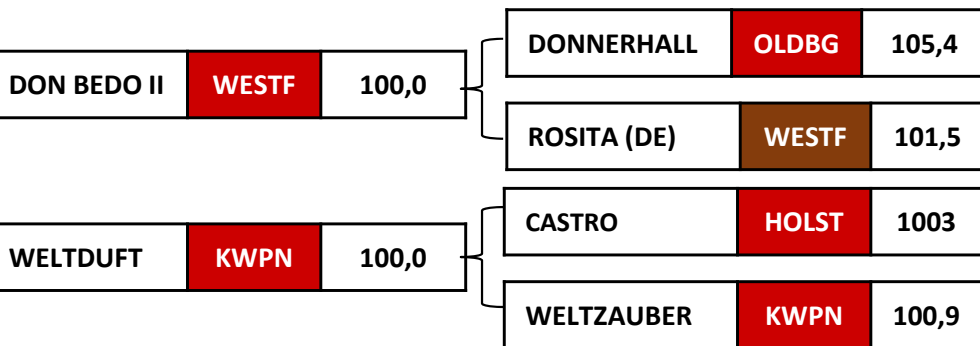 DONNERHALL OLDBG 105,4
DON BEDO II WESTF 100,0
ROSITA (DE) WESTF 101,5
CASTRO HOLST 1003
WELTDUFT KWPN 100,0
WELTZAUBER KWPN 100,9